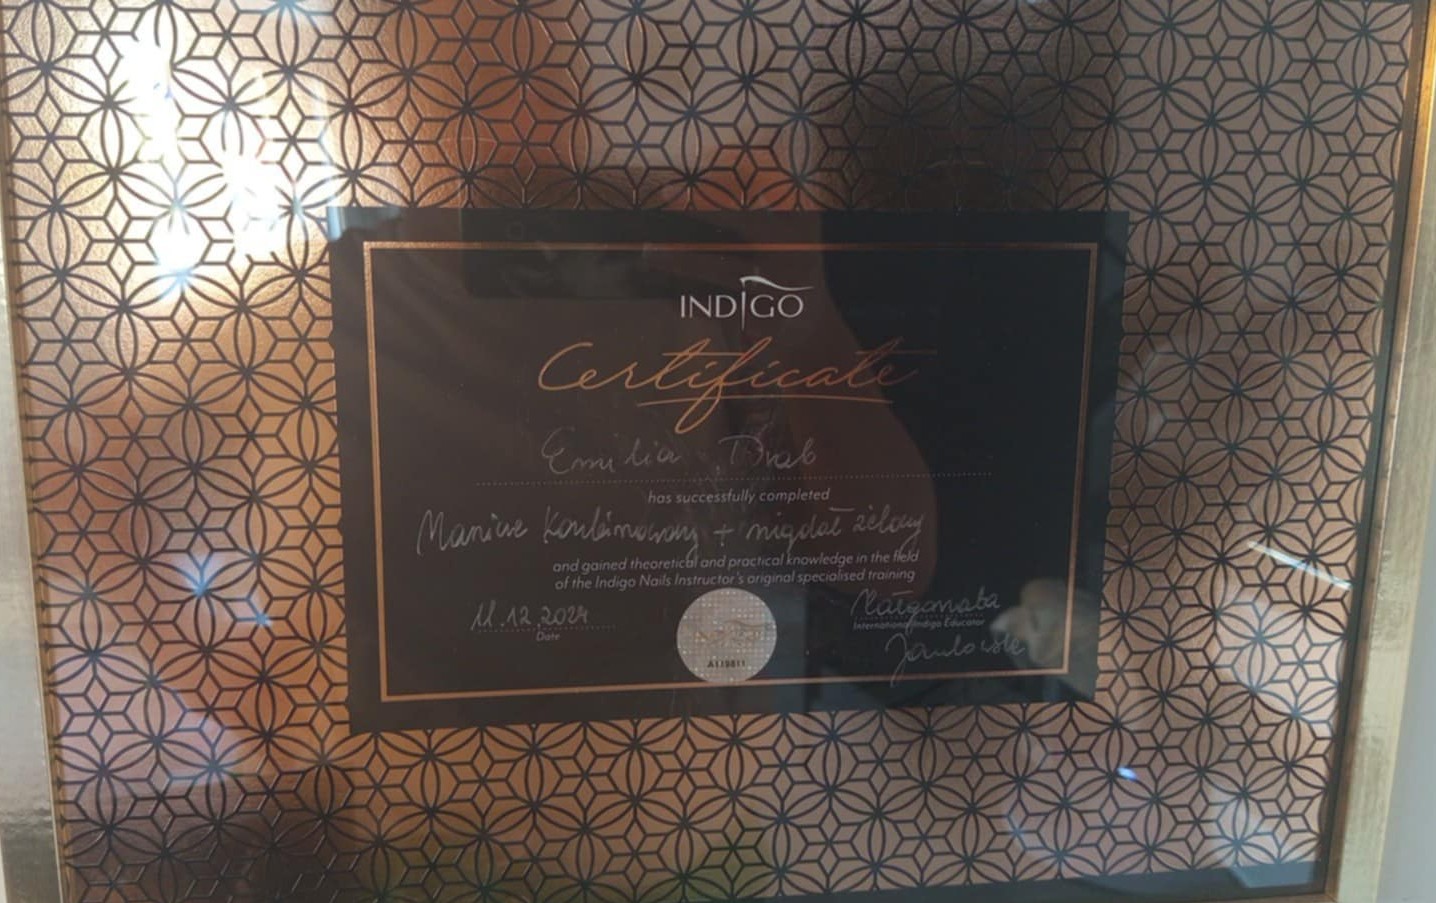 INDIGO
Certificate
Emilia
has successfully completed
Manicure Kombinowany + migdał żelowy
and gained theoretical and practical knowledge in the field
of the Indigo Nails Instructor's original specialised training
11.12.2024
Date
INDIGO
Małgorzata
International Indigo Educator